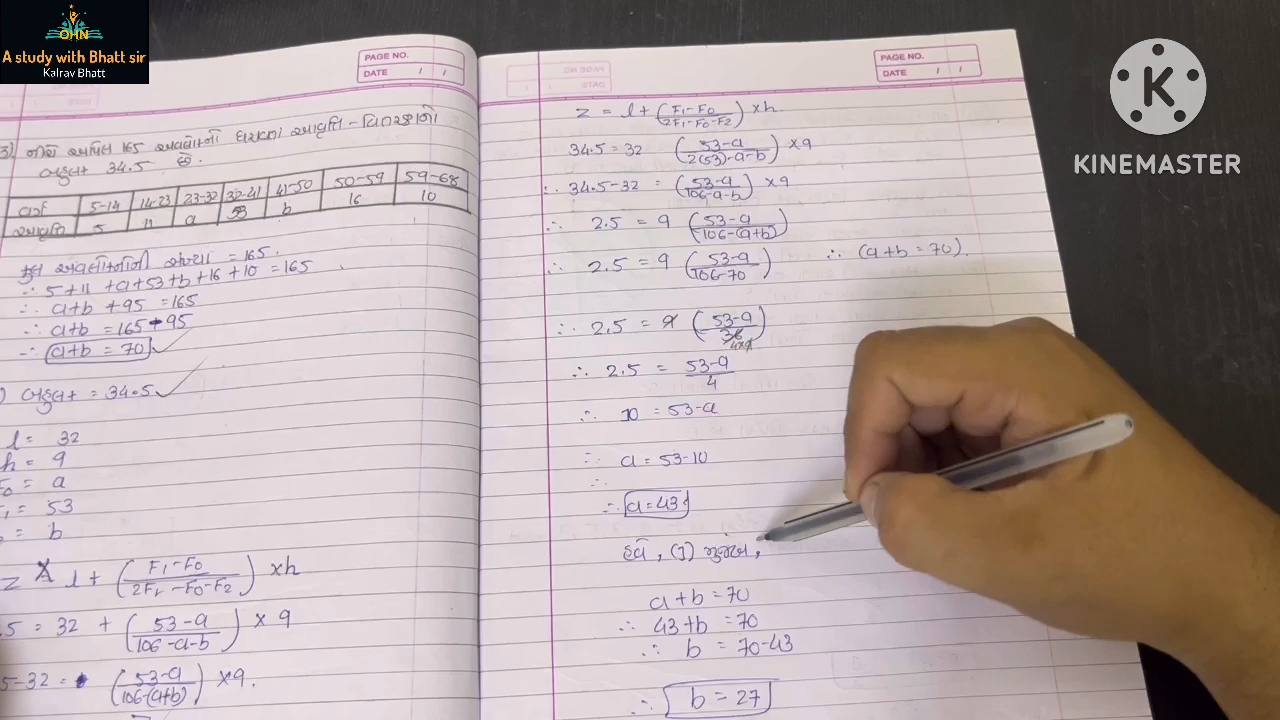 OHN
A study with Bhatt sir
Kalrav Bhatt
K
KINEMASTER
PAGE NO.
DATE / /
3) નીચે આપેલ 165 અવલોકનોના આવૃત્તિ-વિતરણનો
બહુલક 34.5 છે.
વર્ગ 5-14 14-23 23-32 32-41 41-50 50-59 59-68
આવૃત્તિ 5 11 a 53 b 16 10
કુલ અવલોકનોની સંખ્યા = 165.
∴ 5+11 +a+53+b+16+10 =165
∴ a+b +95 =165
∴ a+b = 165-95
∴ a+b = 70
) બહુલક = 34.5
l = 32
h = 9
F0 = a
F1 = 53
= b
z = l + (F1-F0 / 2F1-F0-F2) xh
.5 = 32 + (53-a / 106-a-b) x 9
5-32 = (53-a / 106-(a+b)) x9.
PAGE NO.
DATE / /
z = l+ (F1-F0 / 2F1-F0-F2) xh
34.5 = 32 (53-a / 2(53)-a-b) x9
∴ 34.5-32 = (53-a / 106-a-b) x9
∴ 2.5 = 9 (53-a / 106-(a+b))
∴ 2.5 = 9 (53-a / 106-70) ∴ (a+b = 70).
∴ 2.5 = 9 (53-a / 36) 4x9
∴ 2.5 = 53-a / 4
∴ 10 = 53-a
∴ a = 53-10
∴
∴ a=43
હવે, (1) મુજબ,
a+b = 70
∴ 43+b = 70
∴ b = 70-43
∴ b = 27